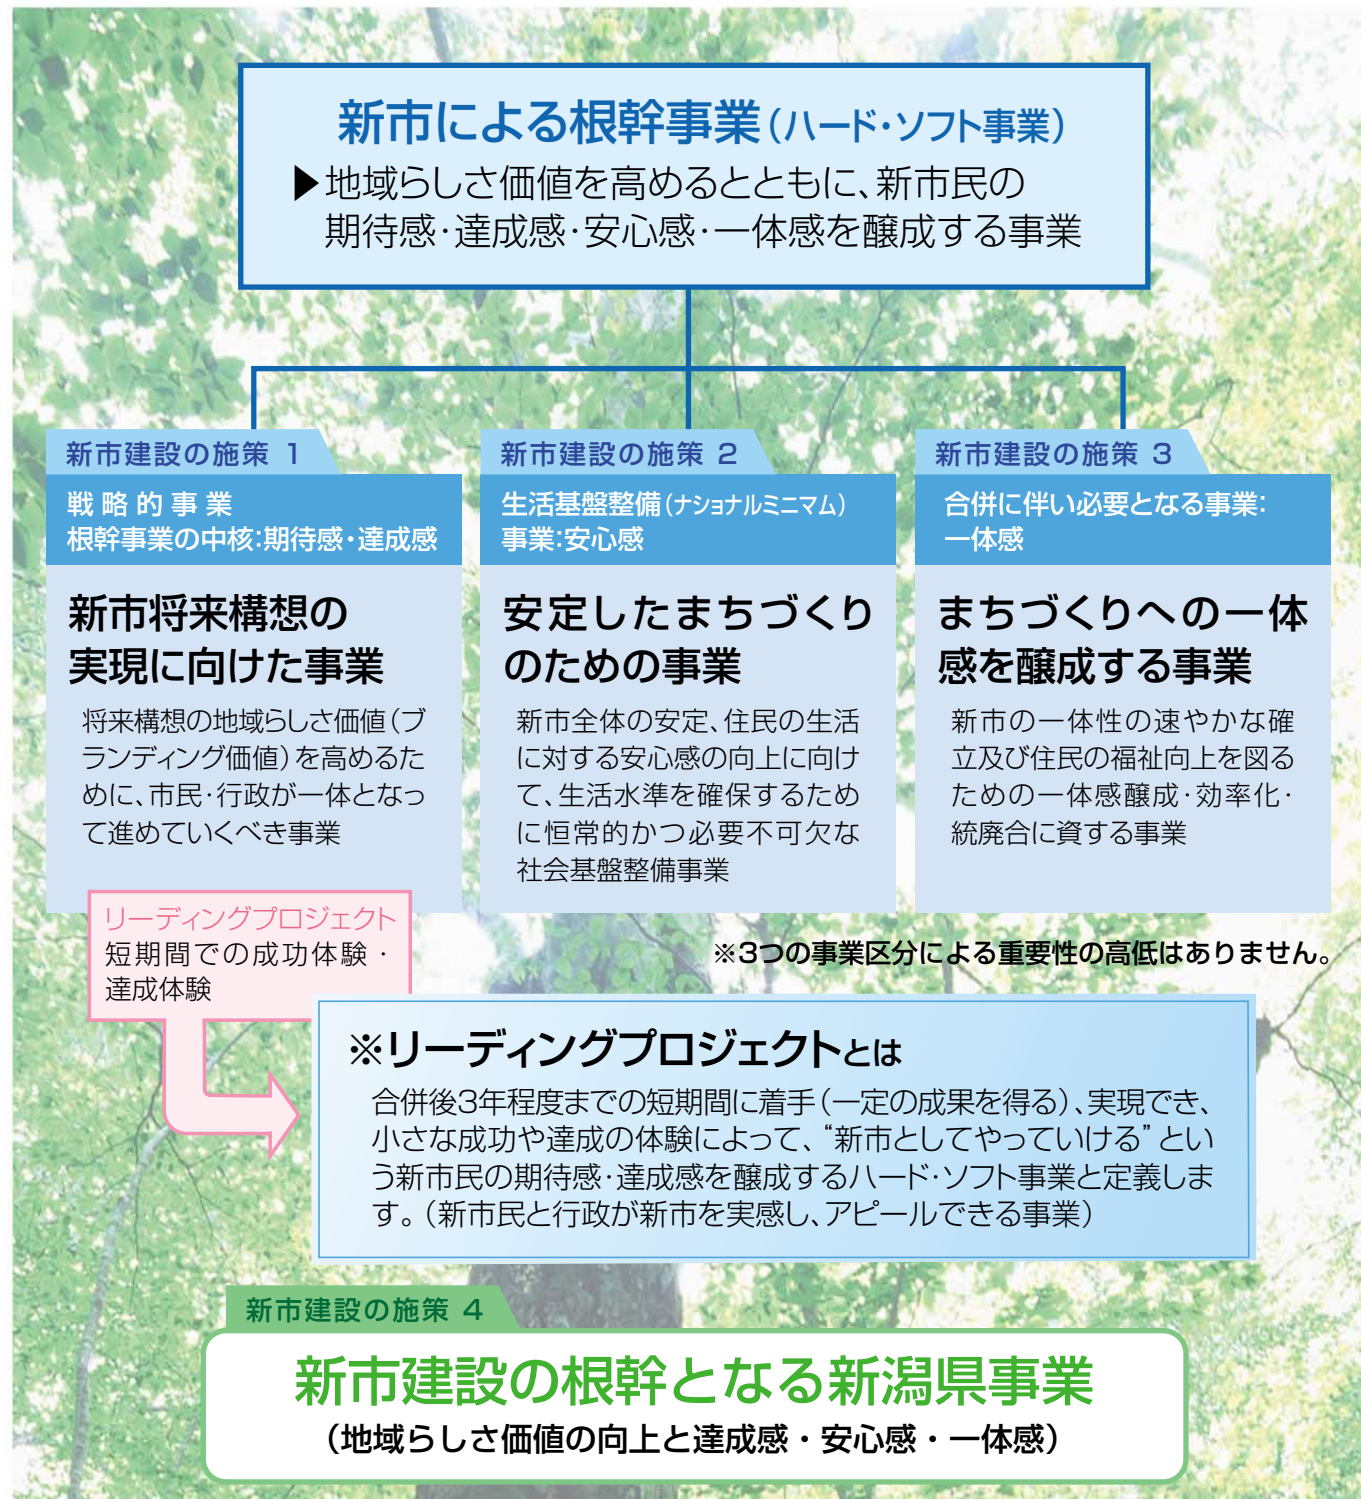 新市による根幹事業(ハード・ソフト事業)
▶地域らしさ価値を高めるとともに、新市民の
期待感・達成感・安心感・一体感を醸成する事業
新市建設の施策 1
戦略的事業
根幹事業の中核:期待感・達成感
新市将来構想の
実現に向けた事業
将来構想の地域らしさ価値(ブ
ランディング価値)を高めるた
めに、市民・行政が一体となっ
て進めていくべき事業
新市建設の施策 2
生活基盤整備(ナショナルミニマム)
事業:安心感
安定したまちづくり
のための事業
新市全体の安定、住民の生活
に対する安心感の向上に向け
て、生活水準を確保するため
に恒常的かつ必要不可欠な
社会基盤整備事業
新市建設の施策 3
合併に伴い必要となる事業:
一体感
まちづくりへの一体
感を醸成する事業
新市の一体性の速やかな確
立及び住民の福祉向上を図る
ための一体感醸成・効率化・
統廃合に資する事業
リーディングプロジェクト
短期間での成功体験・
達成体験
※3つの事業区分による重要性の高低はありません。
※リーディングプロジェクトとは
合併後3年程度までの短期間に着手(一定の成果を得る)、実現でき、
小さな成功や達成の体験によって、“新市としてやっていける”とい
う新市民の期待感・達成感を醸成するハード・ソフト事業と定義しま
す。(新市民と行政が新市を実感し、アピールできる事業)
新市建設の施策 4
新市建設の根幹となる新潟県事業
(地域らしさ価値の向上と達成感・安心感・一体感)